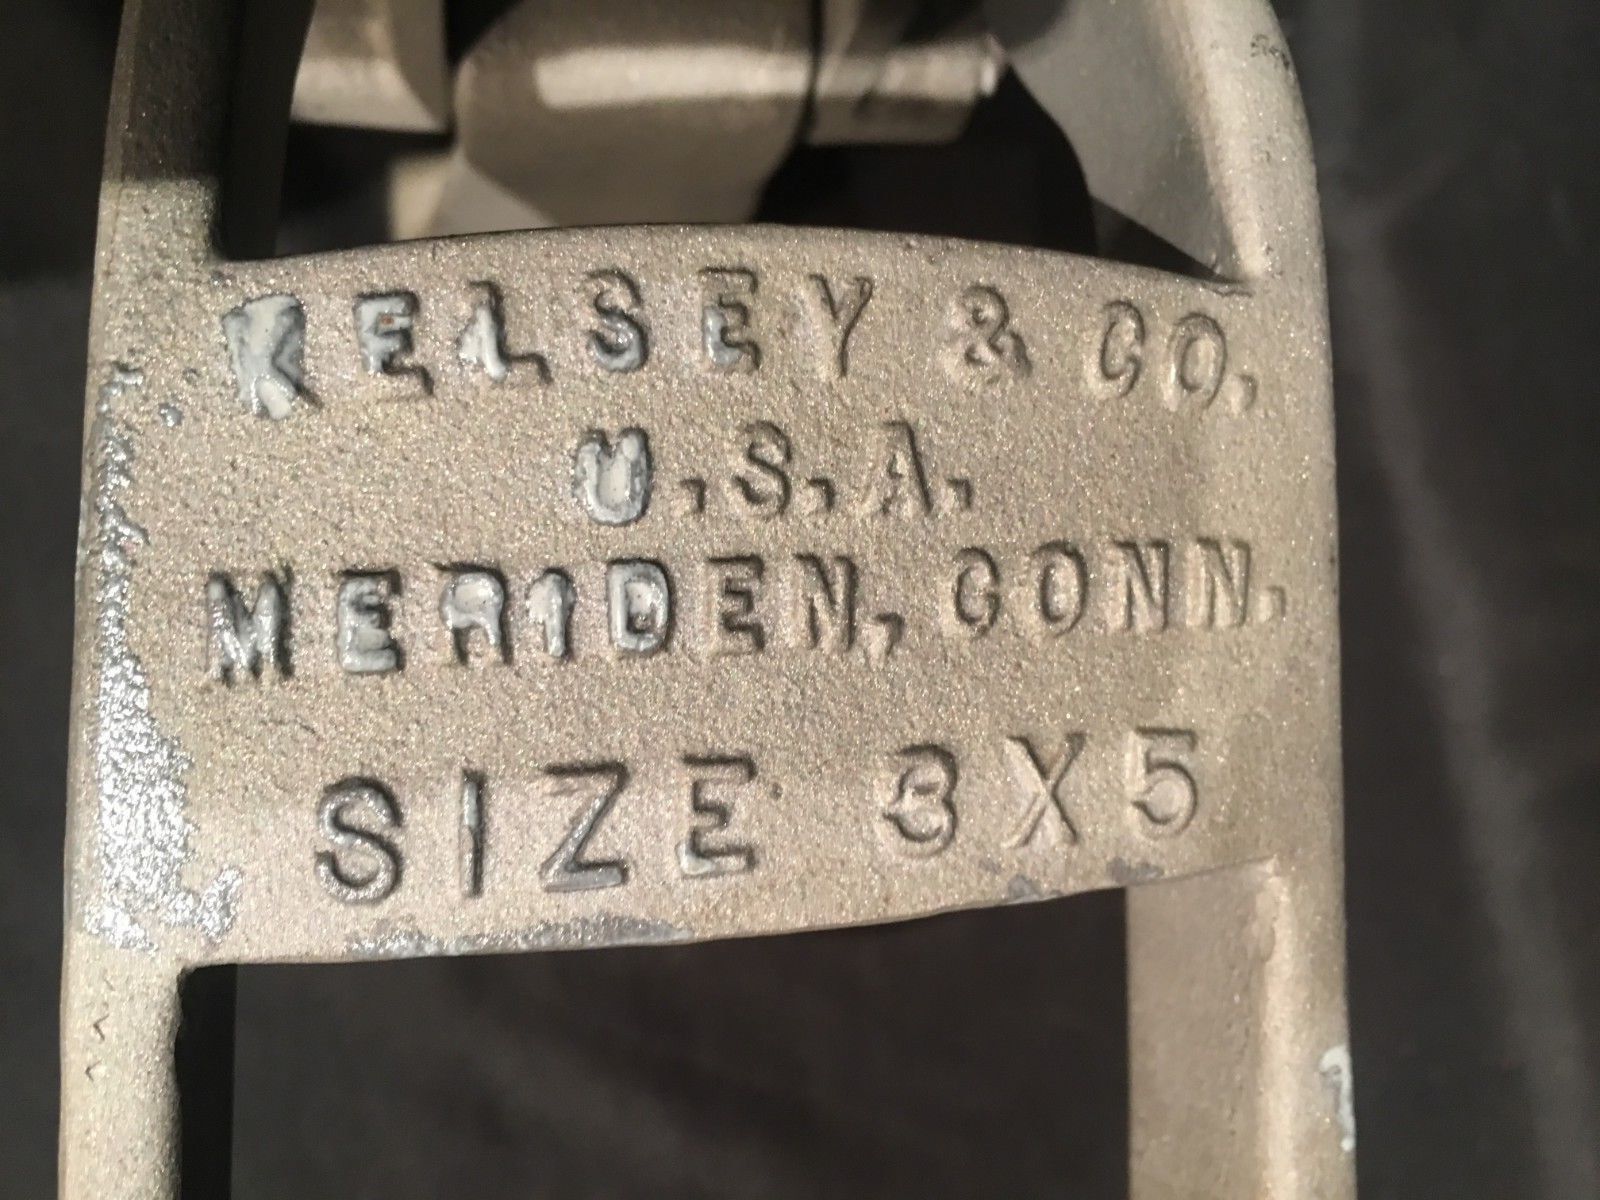 KELSEY & CO.
U.S.A.
MERIDEN, CONN.
SIZE 3X5